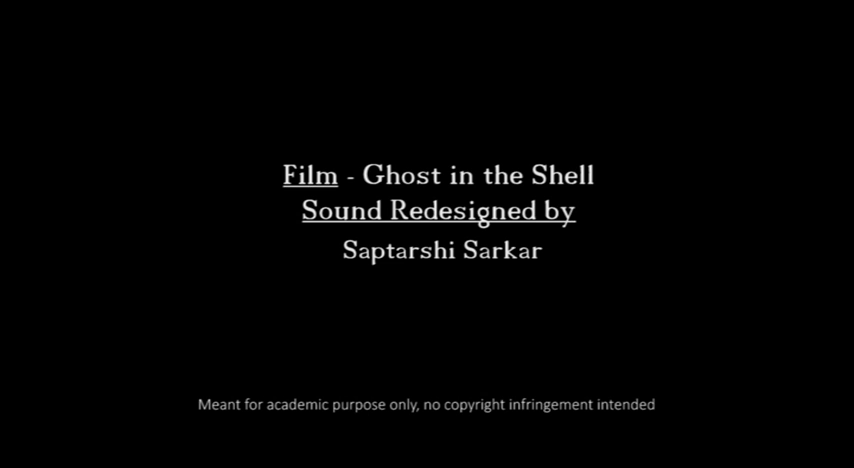 Film - Ghost in the Shell
Sound Redesigned by
Saptarshi Sarkar
Meant for academic purpose only, no copyright infringement intended